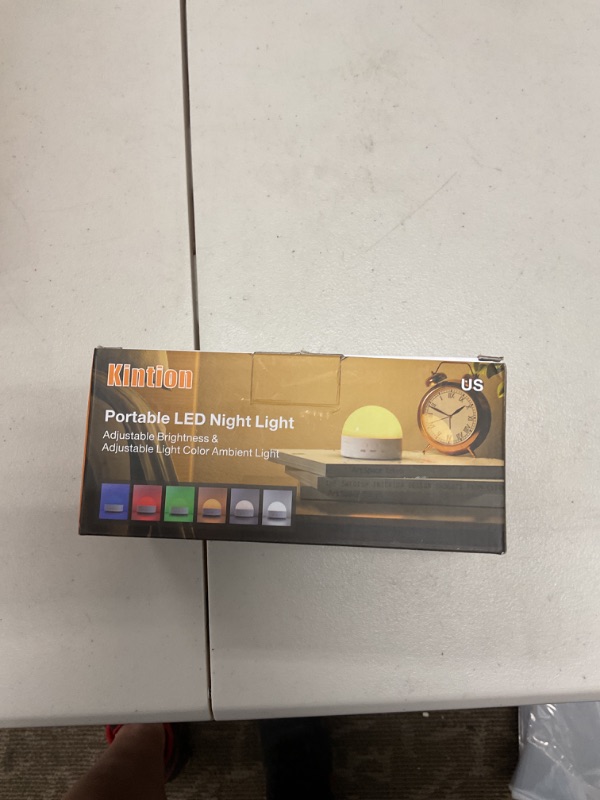 Kintion
US
Portable LED Night Light
Adjustable Brightness &
Adjustable Light Color Ambient Light